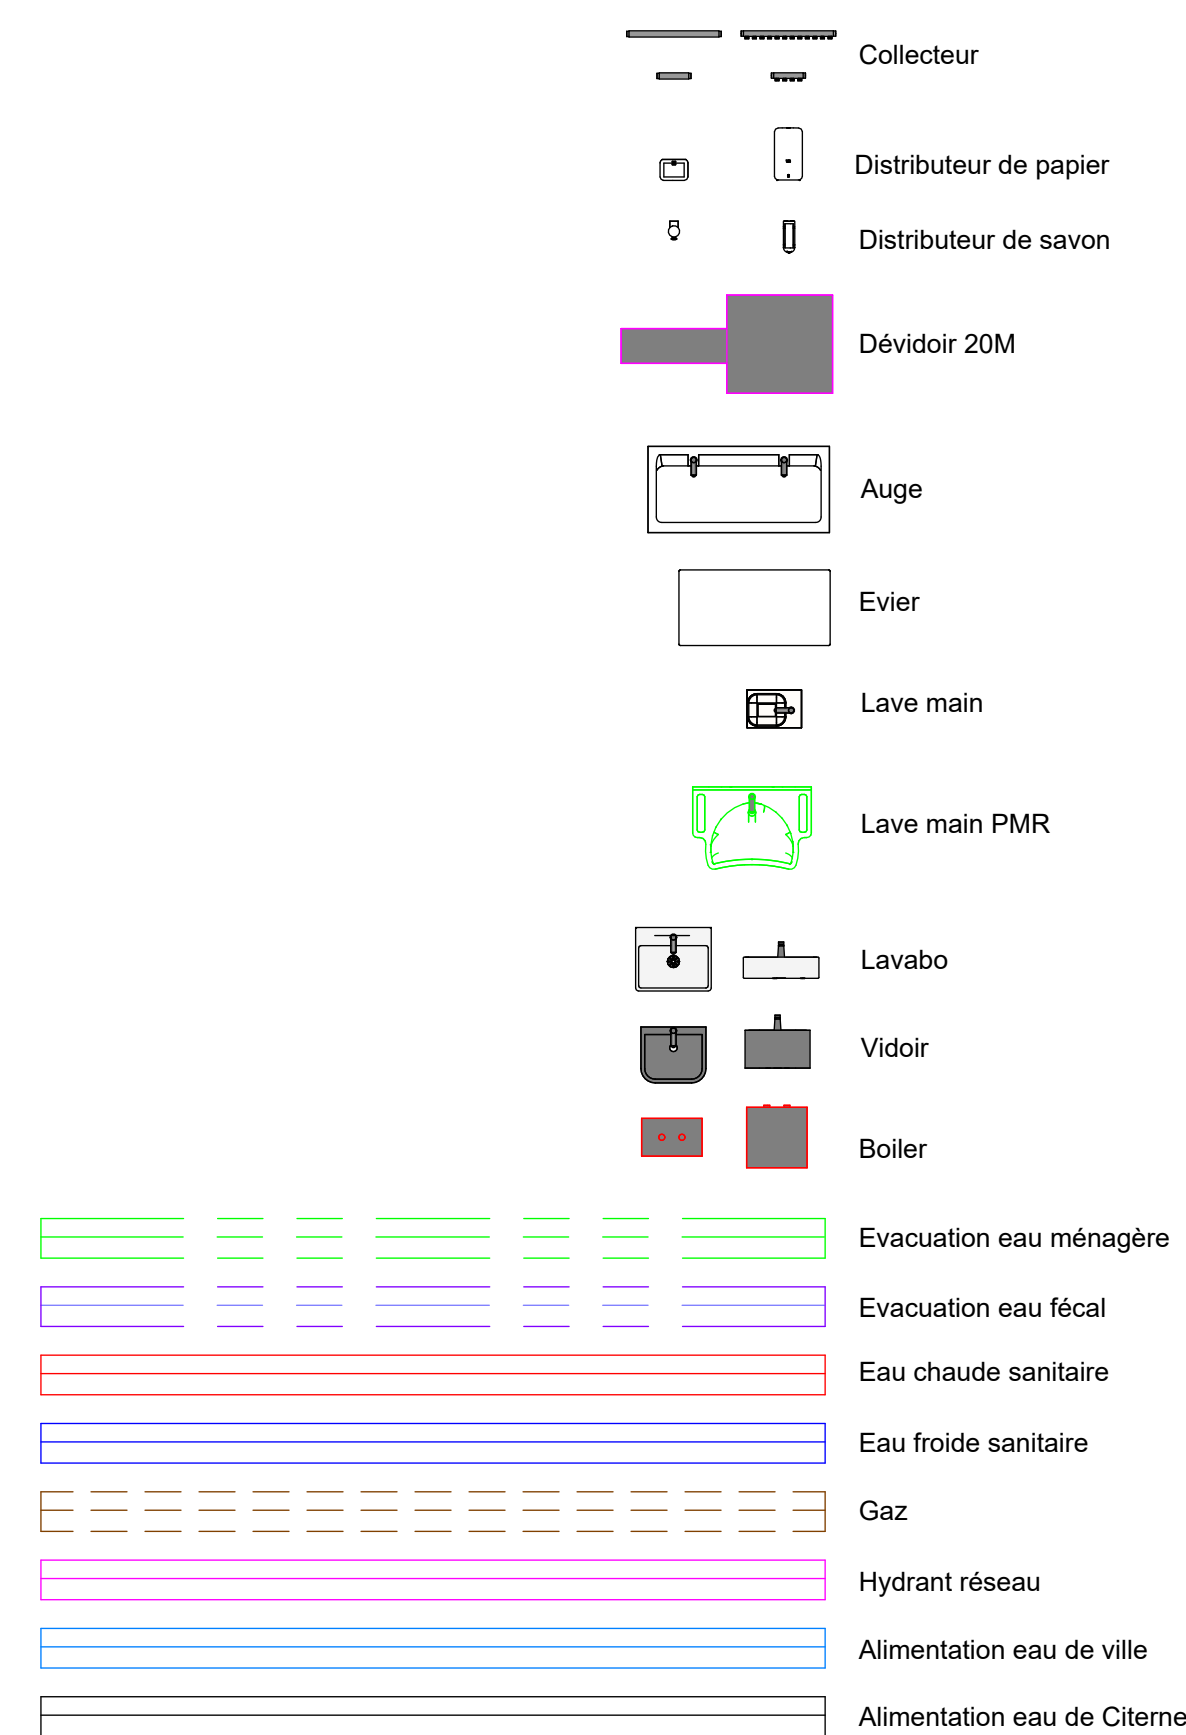 Collecteur
Distributeur de papier
Distributeur de savon
Dévidoir 20M
Auge
Evier
Lave main
Lave main PMR
Lavabo
Vidoir
Boiler
Evacuation eau ménagère
Evacuation eau fécal
Eau chaude sanitaire
Eau froide sanitaire
Gaz
Hydrant réseau
Alimentation eau de ville
Alimentation eau de Citerne